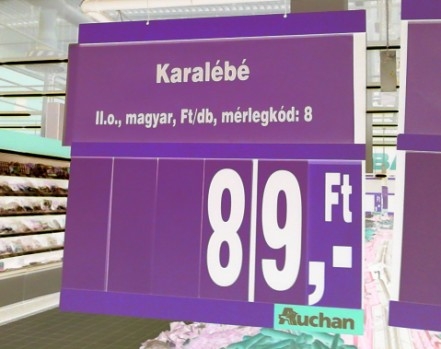 Karalébé
II.o., magyar, Ft/db, mérlegkód: 8
89,- Ft
Auchan